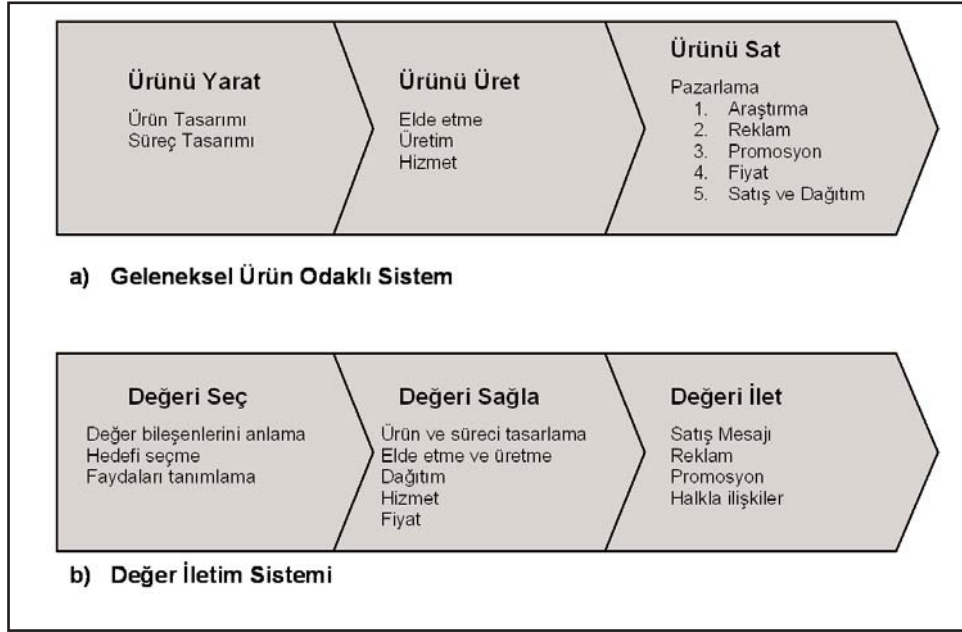 Ürünü Yarat
Ürün Tasarımı
Süreç Tasarımı
Ürünü Üret
Elde etme
Üretim
Hizmet
Ürünü Sat
Pazarlama
1. Araştırma
2. Reklam
3. Promosyon
4. Fiyat
5. Satış ve Dağıtım
a) Geleneksel Ürün Odaklı Sistem
Değeri Seç
Değer bileşenlerini anlama
Hedefi seçme
Faydaları tanımlama
Değeri Sağla
Ürün ve süreci tasarlama
Elde etme ve üretme
Dağıtım
Hizmet
Fiyat
Değeri İlet
Satış Mesajı
Reklam
Promosyon
Halkla ilişkiler
b) Değer İletim Sistemi